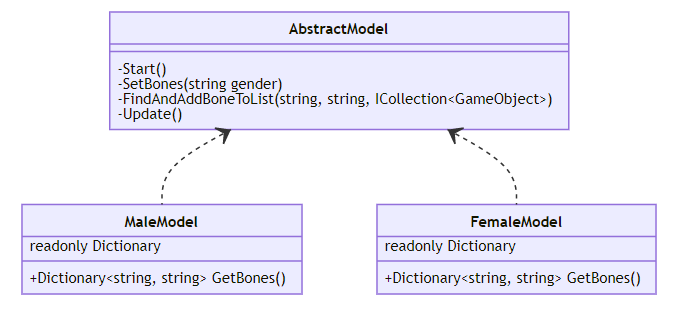 AbstractModel
-Start()
-SetBones(string gender)
-FindAndAddBoneToList(string, string, ICollection<GameObject>)
-Update()
MaleModel
readonly Dictionary
+Dictionary<string, string> GetBones()
FemaleModel
readonly Dictionary
+Dictionary<string, string> GetBones()